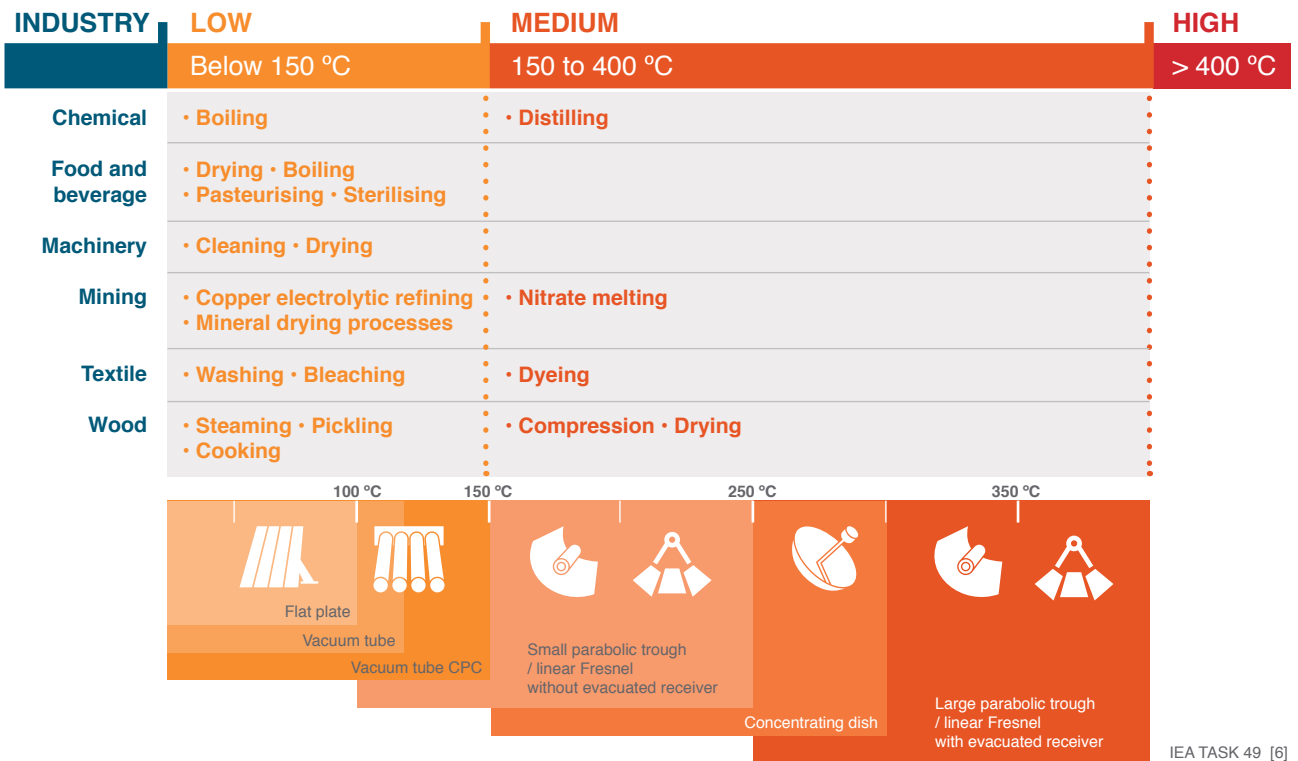 INDUSTRY LOW MEDIUM HIGH
Below 150 ºC 150 to 400 ºC > 400 ºC
Chemical • Boiling • Distilling
Food and
beverage
• Drying • Boiling
• Pasteurising • Sterilising
Machinery • Cleaning • Drying
Mining • Copper electrolytic refining • Nitrate melting
• Mineral drying processes
Textile • Washing • Bleaching • Dyeing
Wood • Steaming • Pickling • Compression • Drying
• Cooking
100 ºC 150 ºC 250 ºC 350 ºC
Flat plate
Vacuum tube
Vacuum tube CPC
Small parabolic trough
/ linear Fresnel
without evacuated receiver
Concentrating dish
Large parabolic trough
/ linear Fresnel
with evacuated receiver
IEA TASK 49 [6]